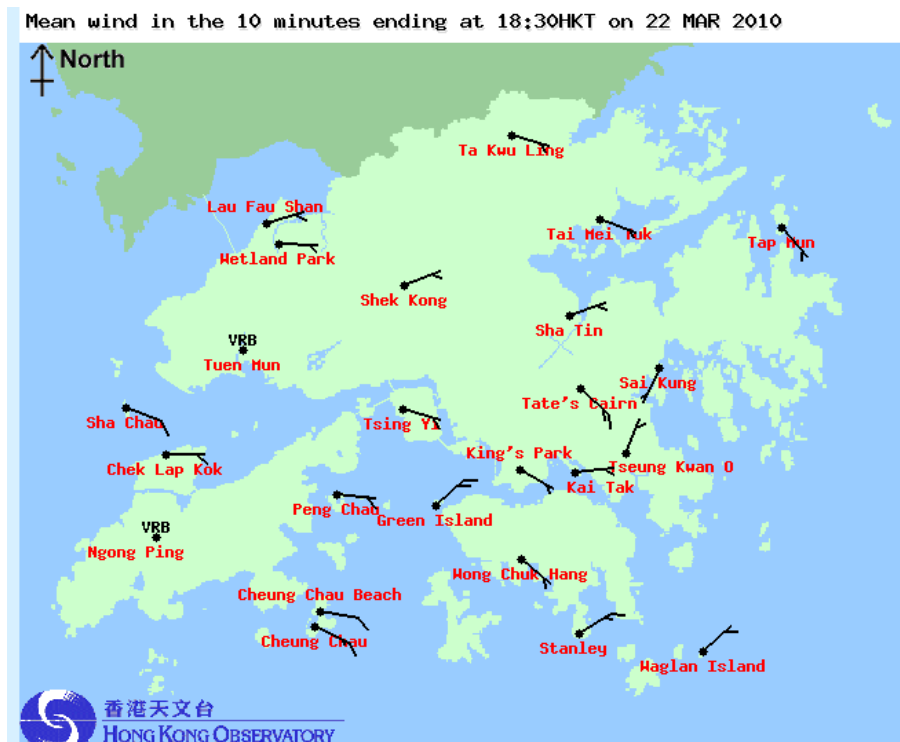 Mean wind in the 10 minutes ending at 18:30HKT on 22 MAR 2010
North
Ta Kwu Ling
Lau Fau Shan
Tai Mei Tuk
Tap Mun
Wetland Park
Shek Kong
Sha Tin
VRB
Tuen Mun
Sai Kung
Tate's Cairn
Sha Chau
Tsing Yi
King's Park
Tseung Kwan O
Chek Lap Kok
Kai Tak
Peng Chau
Green Island
VRB
Ngong Ping
Wong Chuk Hang
Cheung Chau Beach
Cheung Chau
Stanley
Waglan Island
香港天文台
HONG KONG OBSERVATORY